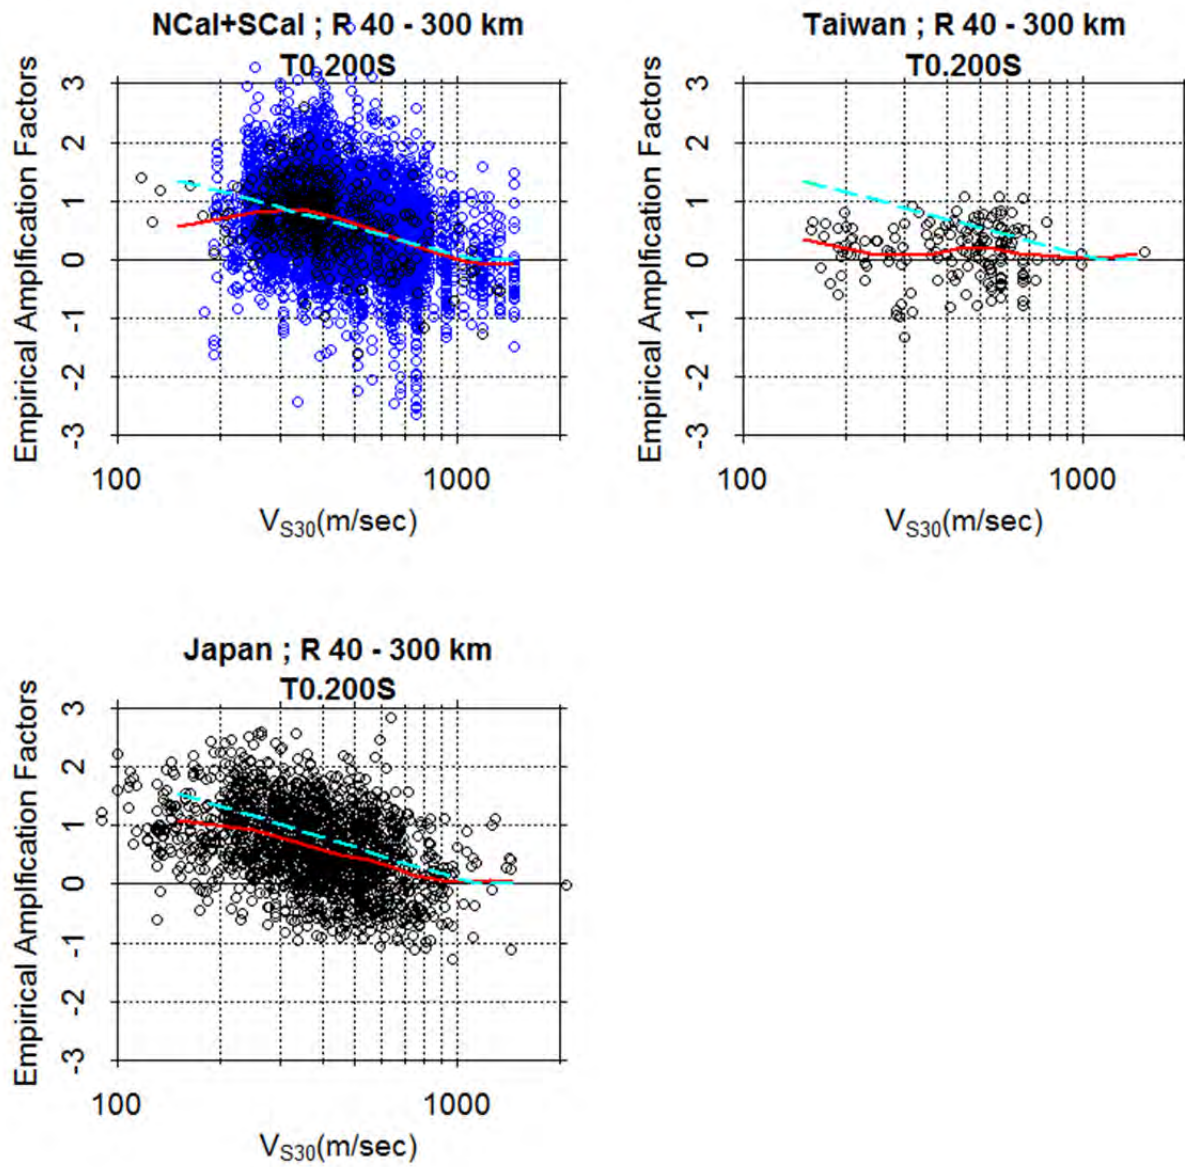 NCal+SCal ; R 40 - 300 km
T0.200S
Empirical Amplfication Factors
3
2
1
0
-1
-2
-3
100
1000
VS30(m/sec)
Taiwan ; R 40 - 300 km
T0.200S
Empirical Amplfication Factors
3
2
1
0
-1
-2
-3
100
1000
VS30(m/sec)
Japan ; R 40 - 300 km
T0.200S
Empirical Amplfication Factors
3
2
1
0
-1
-2
-3
100
1000
VS30(m/sec)